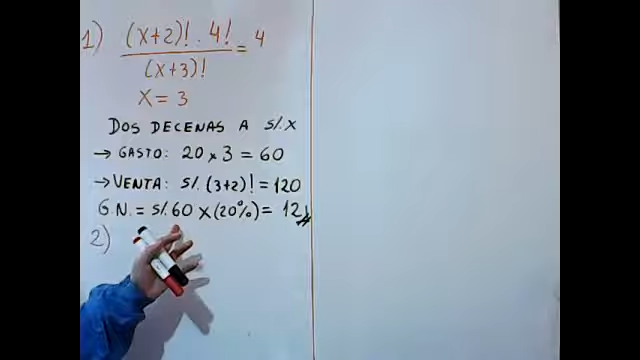 1) (x+2)! . 4! / (x+3)! = 4
x = 3
DOS DECENAS A S/. X
→ GASTO: 20 x 3 = 60
→ VENTA: S/. (3+2)! = 120
G.N. = S/. 60 x (20%) = 12
2)